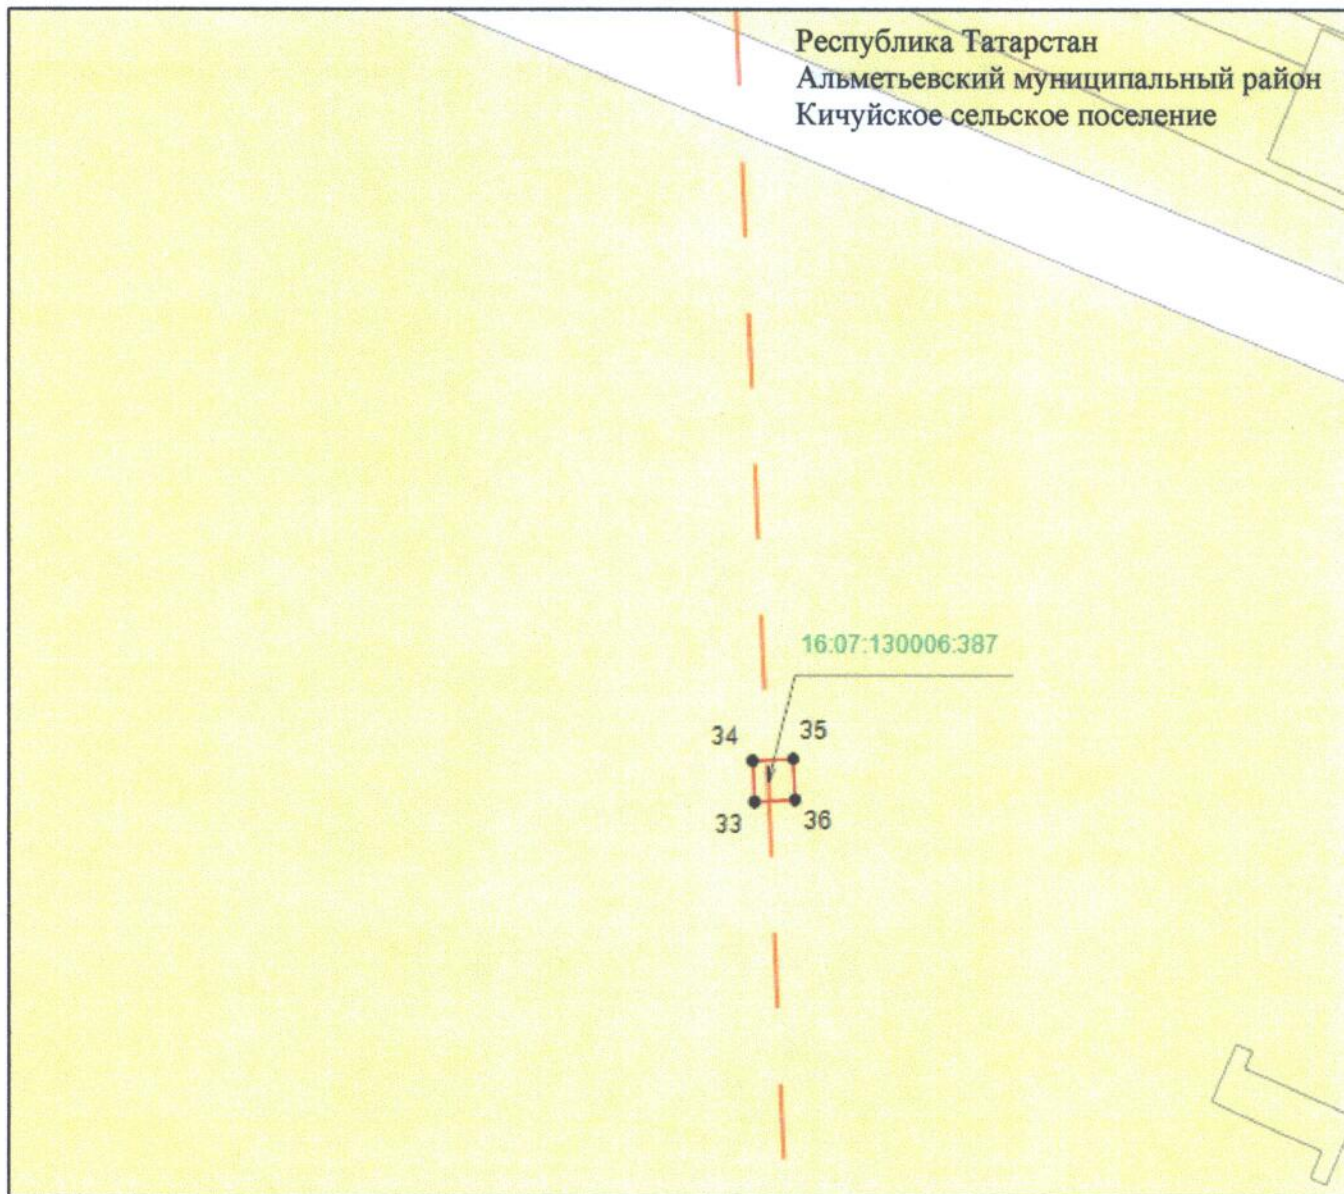 Республика Татарстан
Альметьевский муниципальный район
Кичуйское сельское поселение
16:07:130006:387
34
35
33
36